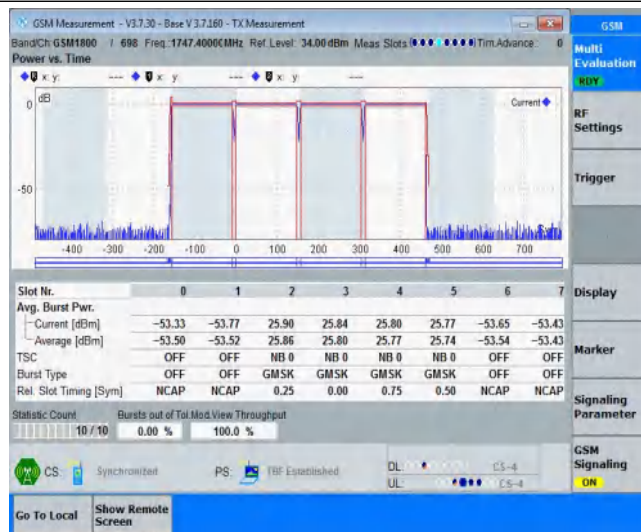 GSM Measurement - V3.7.30 - Base V 3.7.160 - TX Measurement
GSM
Band/Ch: GSM1800 / 698 Freq.:1747.40000MHz Ref.Level: 34.00 dBm Meas Slots: Tim.Advance: 0
Power vs. Time
x: y: --- x: y --- x y ---
dB
Current
0
-50
Sym
-400 -300 -200 -100 0 100 200 300 400 500 600 700
Slot Nr. 0 1 2 3 4 5 6 7
Avg. Burst Pwr.
Current [dBm] -53.33 -53.77 25.90 25.84 25.80 25.77 -53.65 -53.43
Average [dBm] -53.50 -53.52 25.86 25.80 25.77 25.74 -53.54 -53.43
TSC OFF OFF NB 0 NB 0 NB 0 NB 0 OFF OFF
Burst Type OFF OFF GMSK GMSK GMSK GMSK OFF OFF
Rel. Slot Timing [Sym] NCAP NCAP 0.25 0.00 0.75 0.50 NCAP NCAP
Statistic Count Bursts out of Tol. Mod.View Throughput
10 / 10 0.00 % 100.0 %
CS: Synchronized PS: TBF Established DL: CS-4
UL: CS-4
Multi
Evaluation
RDY
RF
Settings
Trigger
Display
Marker
Signaling
Parameter
GSM
Signaling
ON
Go To Local
Show Remote
Screen